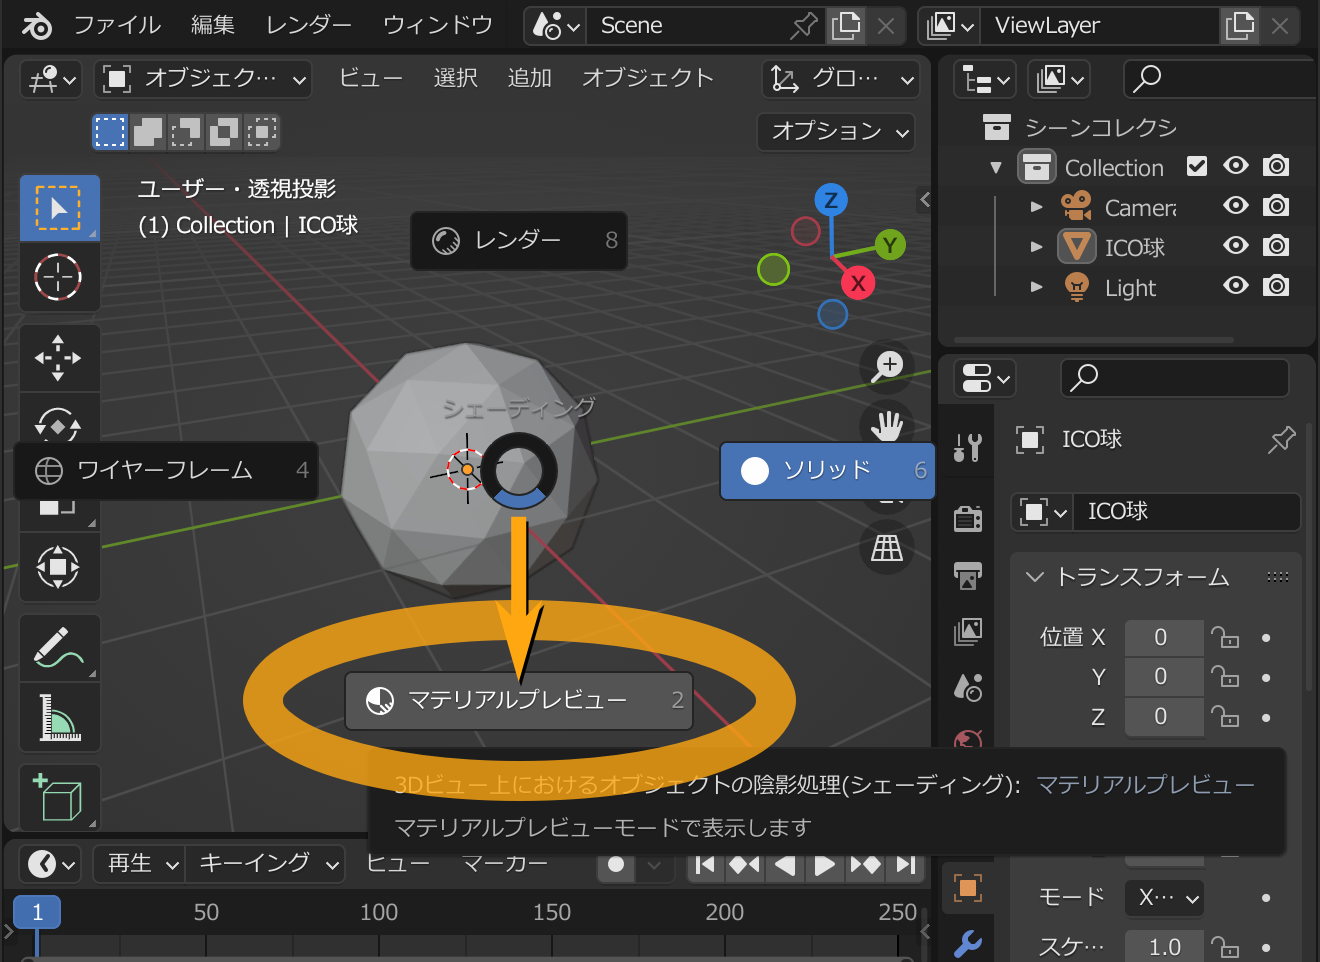 ファイル 編集 レンダー ウィンドウ Scene ViewLayer
オブジェク… ビュー 選択 追加 オブジェクト グロ…
オプション
シーンコレクシ
Collection
Camera
ICO球
Light
ユーザー・透視投影
(1) Collection | ICO球
Z
Y
X
レンダー 8
シェーディング
ワイヤーフレーム 4
ソリッド 6
マテリアルプレビュー 2
3Dビュー上におけるオブジェクトの陰影処理(シェーディング): マテリアルプレビュー
マテリアルプレビューモードで表示します
ICO球
ICO球
トランスフォーム
位置 X 0
Y 0
Z 0
モード X…
スケ… 1.0
再生 キーイング ビュー マーカー
1 50 100 150 200 250